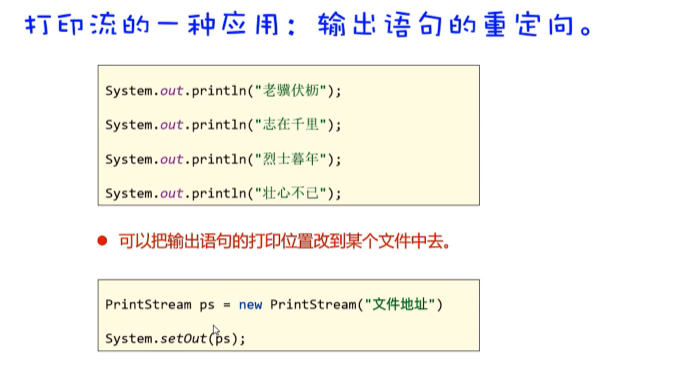 打印流的一种应用：输出语句的重定向。
System.out.println("老骥伏枥");
System.out.println("志在千里");
System.out.println("烈士暮年");
System.out.println("壮心不已");
● 可以把输出语句的打印位置改到某个文件中去。
PrintStream ps = new PrintStream("文件地址")
System.setOut(ps);